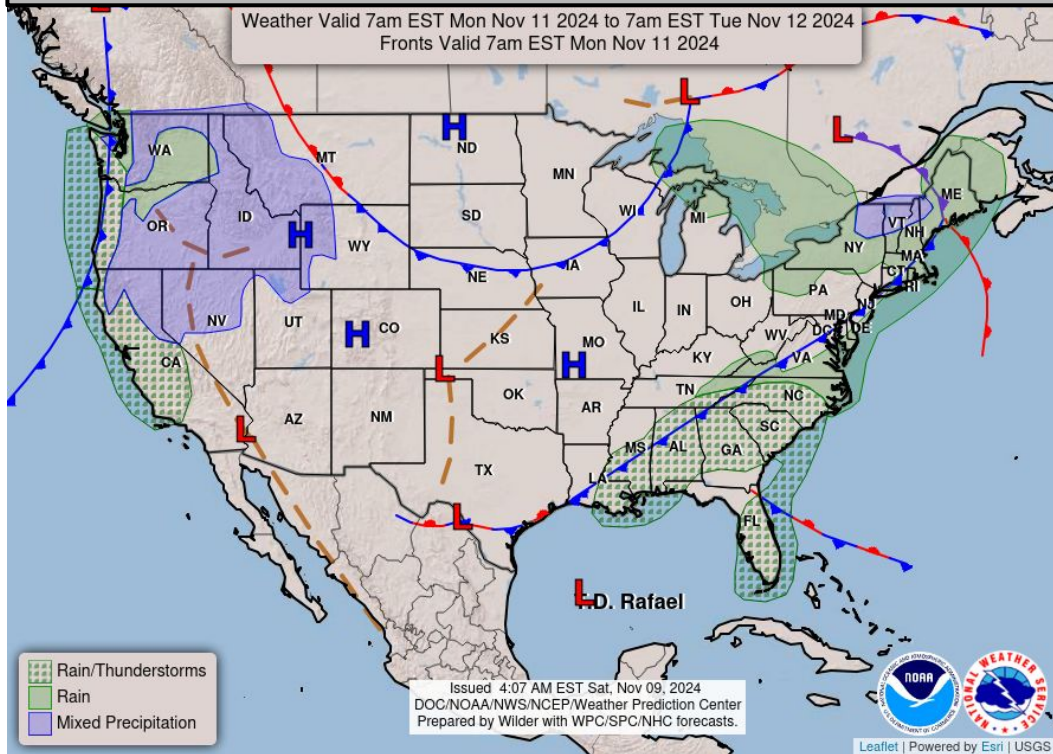 Weather Valid 7am EST Mon Nov 11 2024 to 7am EST Tue Nov 12 2024
Fronts Valid 7am EST Mon Nov 11 2024
L
L
H
L
WA
MT
ND
MN
ME
OR
ID
H
SD
WI
MI
VT
NH
NY
MA
WY
CT
RI
NE
IA
PA
NJ
NV
UT
H
CO
IL
IN
OH
MD
DE
DC
WV
CA
KS
MO
H
KY
VA
L
TN
NC
AZ
NM
OK
AR
SC
L
MS
AL
GA
TX
LA
L
FL
L
T.D. Rafael
Rain/Thunderstorms
Rain
Mixed Precipitation
Issued 4:07 AM EST Sat, Nov 09, 2024
DOC/NOAA/NWS/NCEP/Weather Prediction Center
Prepared by Wilder with WPC/SPC/NHC forecasts.
NOAA
NATIONAL WEATHER SERVICE
Leaflet | Powered by Esri | USGS